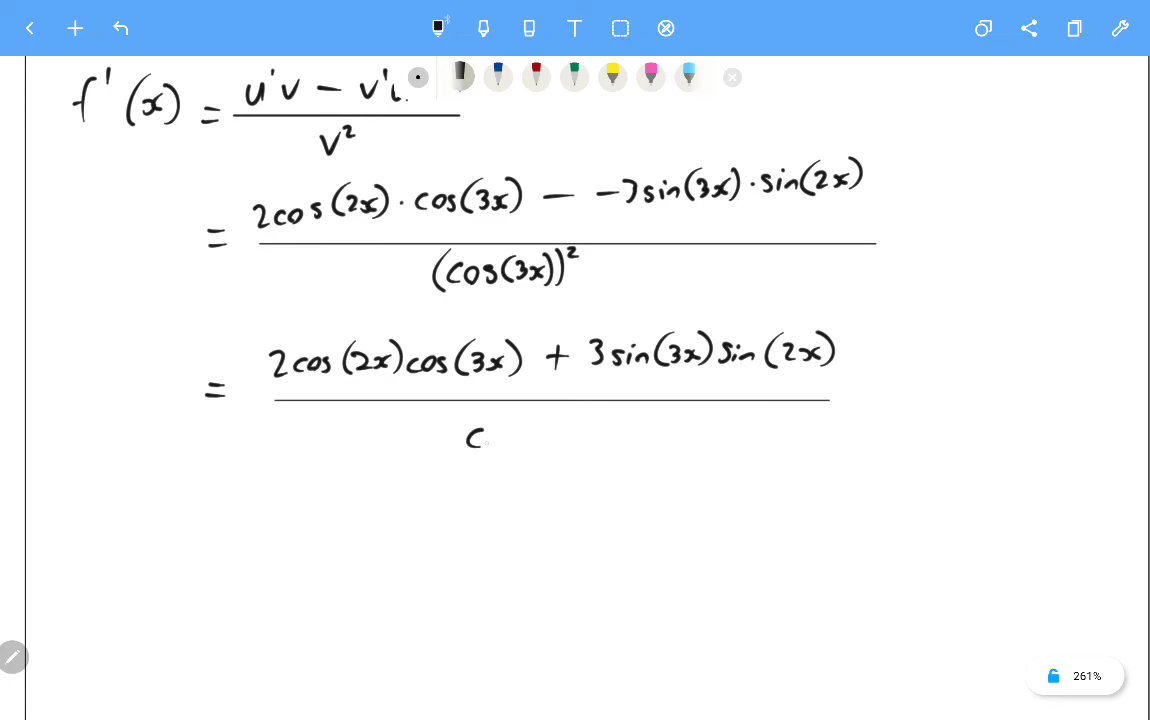 f'(x) = u'v - v'u / v²
= 2cos(2x)·cos(3x) - -3sin(3x)·sin(2x) / (cos(3x))²
= 2cos(2x)cos(3x) + 3sin(3x)sin(2x) / c
261%